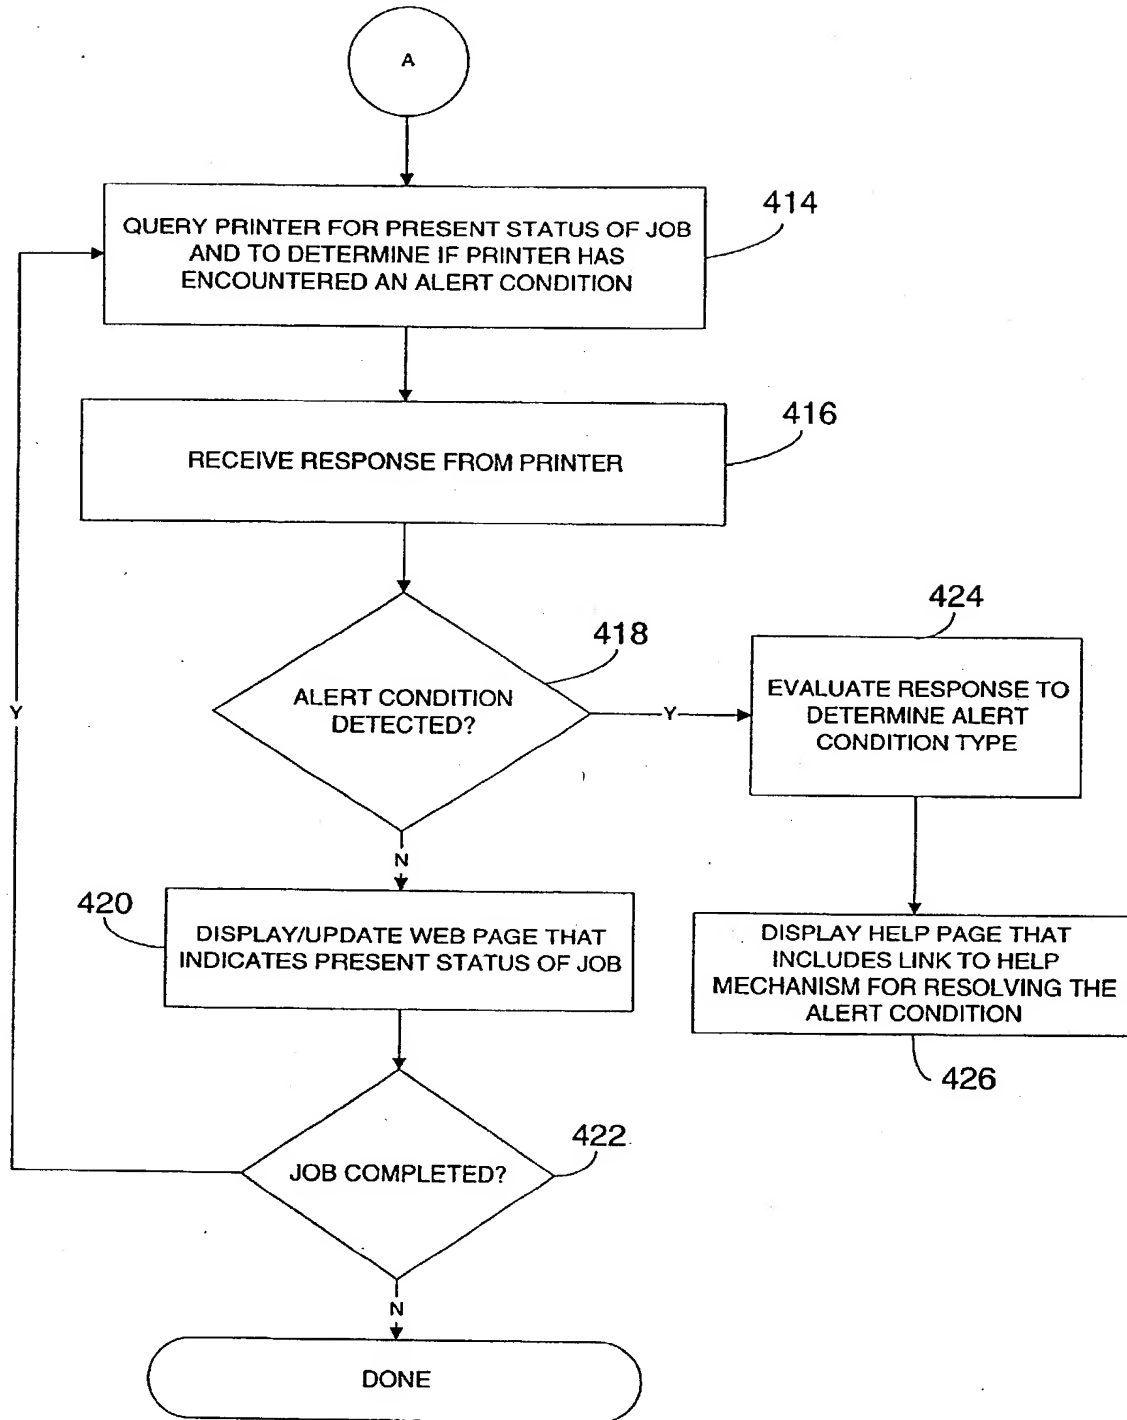 A
QUERY PRINTER FOR PRESENT STATUS OF JOB
AND TO DETERMINE IF PRINTER HAS
ENCOUNTERED AN ALERT CONDITION
414
RECEIVE RESPONSE FROM PRINTER
416
ALERT CONDITION
DETECTED?
418
Y
EVALUATE RESPONSE TO
DETERMINE ALERT
CONDITION TYPE
424
Y
N
DISPLAY/UPDATE WEB PAGE THAT
INDICATES PRESENT STATUS OF JOB
420
DISPLAY HELP PAGE THAT
INCLUDES LINK TO HELP
MECHANISM FOR RESOLVING THE
ALERT CONDITION
426
JOB COMPLETED?
422
N
DONE